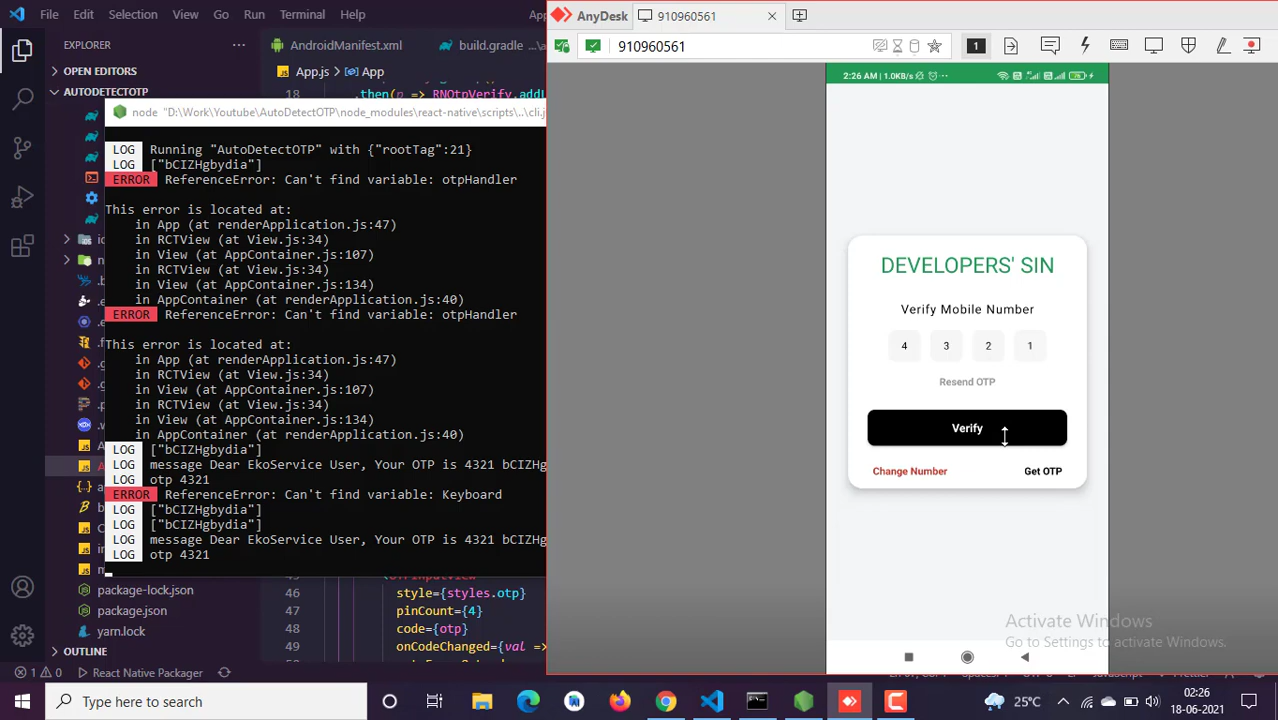 File Edit Selection View Go Run Terminal Help
EXPLORER
OPEN EDITORS
AUTODETECTOTP
package-lock.json
package.json
yarn.lock
OUTLINE
1 0 React Native Packager
AndroidManifest.xml
build.gradle
App.js App
18 .then(p => RNOtpVerify.addL
node "D:\Work\Youtube\AutoDetectOTP\node_modules\react-native\scripts\..\cli.j
LOG Running "AutoDetectOTP" with {"rootTag":21}
LOG ["bCIZHgbydia"]
ERROR ReferenceError: Can't find variable: otpHandler
This error is located at:
in App (at renderApplication.js:47)
in RCTView (at View.js:34)
in View (at AppContainer.js:107)
in RCTView (at View.js:34)
in View (at AppContainer.js:134)
in AppContainer (at renderApplication.js:40)
ERROR ReferenceError: Can't find variable: otpHandler
This error is located at:
in App (at renderApplication.js:47)
in RCTView (at View.js:34)
in View (at AppContainer.js:107)
in RCTView (at View.js:34)
in View (at AppContainer.js:134)
in AppContainer (at renderApplication.js:40)
LOG ["bCIZHgbydia"]
LOG message Dear EkoService User, Your OTP is 4321 bCIZHg
LOG otp 4321
ERROR ReferenceError: Can't find variable: Keyboard
LOG ["bCIZHgbydia"]
LOG ["bCIZHgbydia"]
LOG message Dear EkoService User, Your OTP is 4321 bCIZHg
LOG otp 4321
46 style={styles.otp}
47 pinCount={4}
48 code={otp}
49 onCodeChanged={val =>
AnyDesk
910960561
910960561
1
2:26 AM | 1.0KB/s
DEVELOPERS' SIN
Verify Mobile Number
4 3 2 1
Resend OTP
Verify
Change Number Get OTP
Activate Windows
Go to Settings to activate Windows.
Type here to search
25°C
02:26
18-06-2021